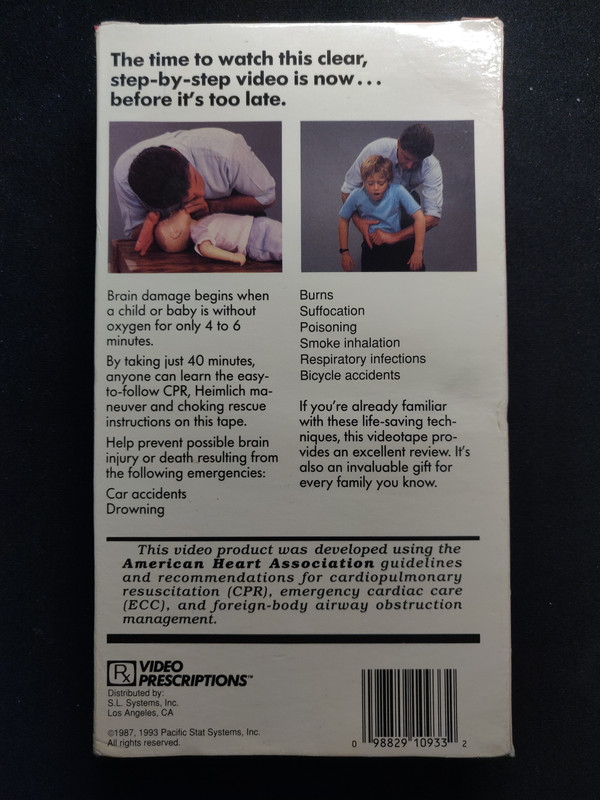 The time to watch this clear,
step-by-step video is now...
before it's too late.
Brain damage begins when
a child or baby is without
oxygen for only 4 to 6
minutes.
By taking just 40 minutes,
anyone can learn the easy-
to-follow CPR, Heimlich ma-
neuver and choking rescue
instructions on this tape.
Help prevent possible brain
injury or death resulting from
the following emergencies:
Car accidents
Drowning
Burns
Suffocation
Poisoning
Smoke inhalation
Respiratory infections
Bicycle accidents
If you're already familiar
with these life-saving tech-
niques, this videotape pro-
vides an excellent review. It's
also an invaluable gift for
every family you know.
This video product was developed using the
American Heart Association guidelines
and recommendations for cardiopulmonary
resuscitation (CPR), emergency cardiac care
(ECC), and foreign-body airway obstruction
management.
Rx VIDEO
PRESCRIPTIONS™
Distributed by:
S.L. Systems, Inc.
Los Angeles, CA
©1987, 1993 Pacific Stat Systems, Inc.
All rights reserved.
0 98829 10933 2